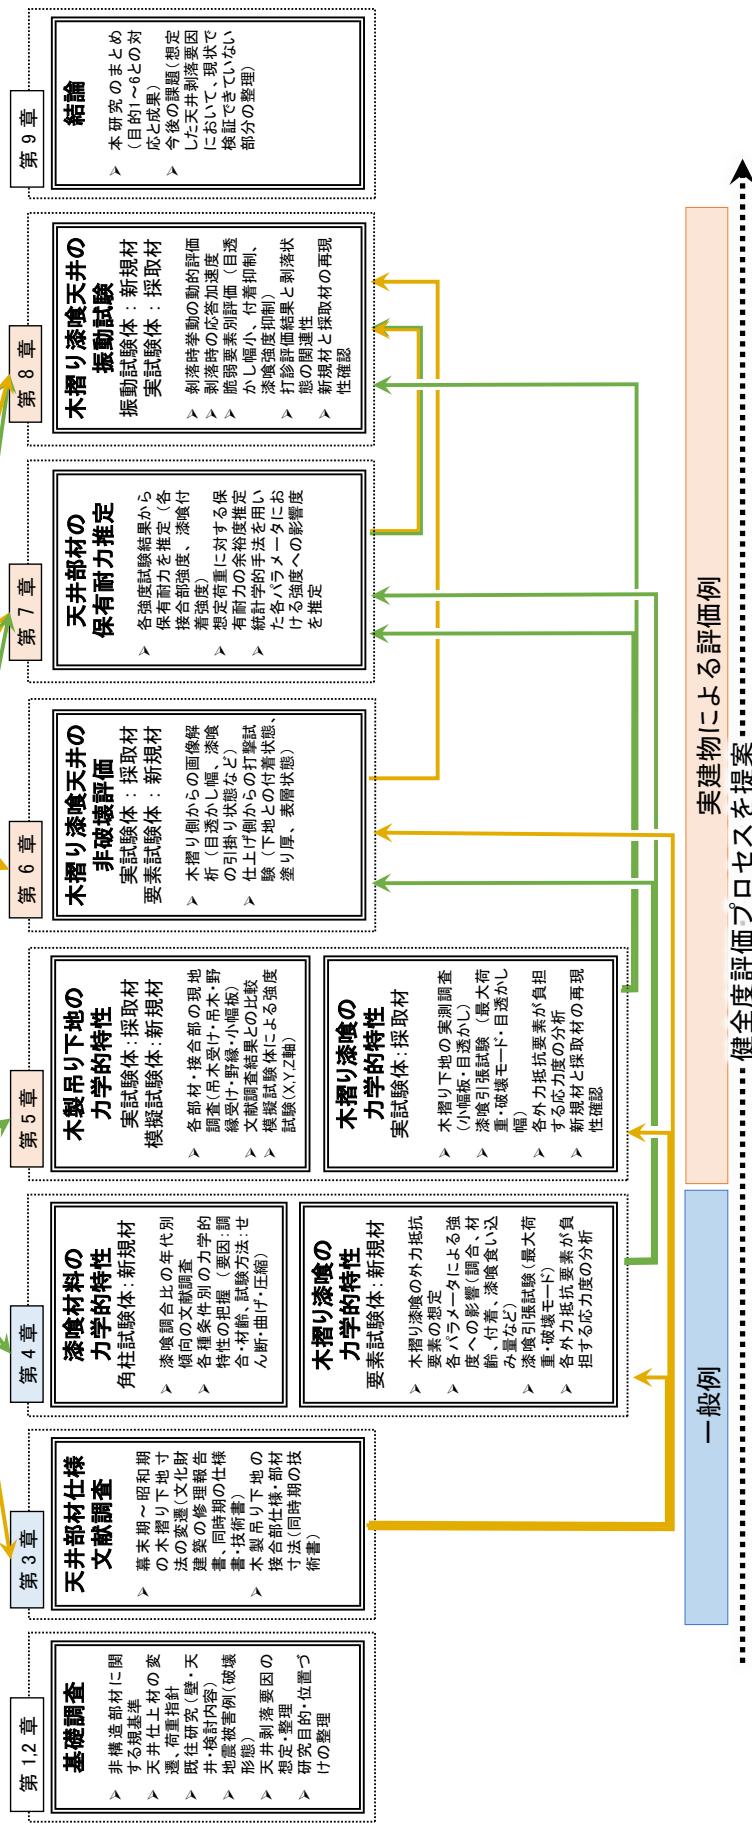 第1,2章
基礎調査
➢ 非構造部材に関
する規基準
➢ 天井仕上材の変
遷、荷重指針
➢ 既往研究(壁・天
井・検討内容)
➢ 地震被害例(破壊
形態)
➢ 天井剥落要因の
想定・整理
➢ 研究目的・位置づ
けの整理
第3章
天井部材仕様
文献調査
➢ 幕末期～昭和期
の木摺り下地寸
法の変遷(文化財
建築の修理報告
書、同時期の仕様
書・技術書)
➢ 木製吊り下地の
接合部仕様・部材
寸法(同時期の技
術書)
第4章
漆喰材料の
力学的特性
角柱試験体:新規材
➢ 漆喰調合比の年代別
傾向の文献調査
➢ 各種条件別の力学的
特性の把握(要因:調
合・材齢、試験方法:せ
ん断・曲げ・圧縮)
木摺り漆喰の
力学的特性
要素試験体:新規材
➢ 木摺り漆喰の外力抵抗
要素の想定
➢ 各パラメータによる強
度への影響(調合、材
齢、付着、漆喰食い込
み量など)
➢ 漆喰引張試験(最大荷
重・破壊モード)
➢ 各外力抵抗要素が負
担する応力度の分析
第5章
木製吊り下地の
力学的特性
実試験体:採取材
模擬試験体:新規材
➢ 各部材・接合部の現地
調査(吊木受け・吊木・野
縁受け・野縁・小幅板)
➢ 文献調査結果との比較
➢ 模擬試験体による強度
試験(X,Y,Z軸)
木摺り漆喰の
力学的特性
実試験体:採取材
➢ 木摺り下地の実測調査
(小幅板・目透かし)
➢ 漆喰引張試験(最大荷
重・破壊モード・目透かし
幅)
➢ 各外力抵抗要素が負担
する応力度の分析
➢ 新規材と採取材の再現
性確認
第6章
木摺り漆喰天井の
非破壊評価
実試験体:採取材
要素試験体:新規材
➢ 木摺り側からの画像解
析(目透かし幅、漆喰
の引掛り状態など)
➢ 仕上げ側からの打撃試
験(下地との付着状態、
塗り厚、表層状態)
第7章
天井部材の
保有耐力推定
➢ 各強度試験結果から
保有耐力を推定(各
接合部強度、漆喰付
着強度)
➢ 想定荷重に対する保
有耐力の余裕度推定
➢ 統計学的手法を用い
た各パラメータにお
ける強度への影響度
を推定
第8章
木摺り漆喰天井の
振動試験
振動試験体:新規材
実試験体:採取材
➢ 剥落時挙動の動的評価
➢ 剥落時の応答加速度
➢ 脆弱要素別評価(目透
かし幅小、付着抑制、
漆喰強度抑制)
➢ 打診評価結果と剥落状
態の関連性
➢ 新規材と採取材の再現
性確認
第9章
結論
➢ 本研究のまとめ
(目的1～6との対
応と成果)
➢ 今後の課題(想定
した天井剥落要因
において、現状で
検証できていない
部分の整理)
一般例
実建物による評価例
健全度評価プロセスを提案